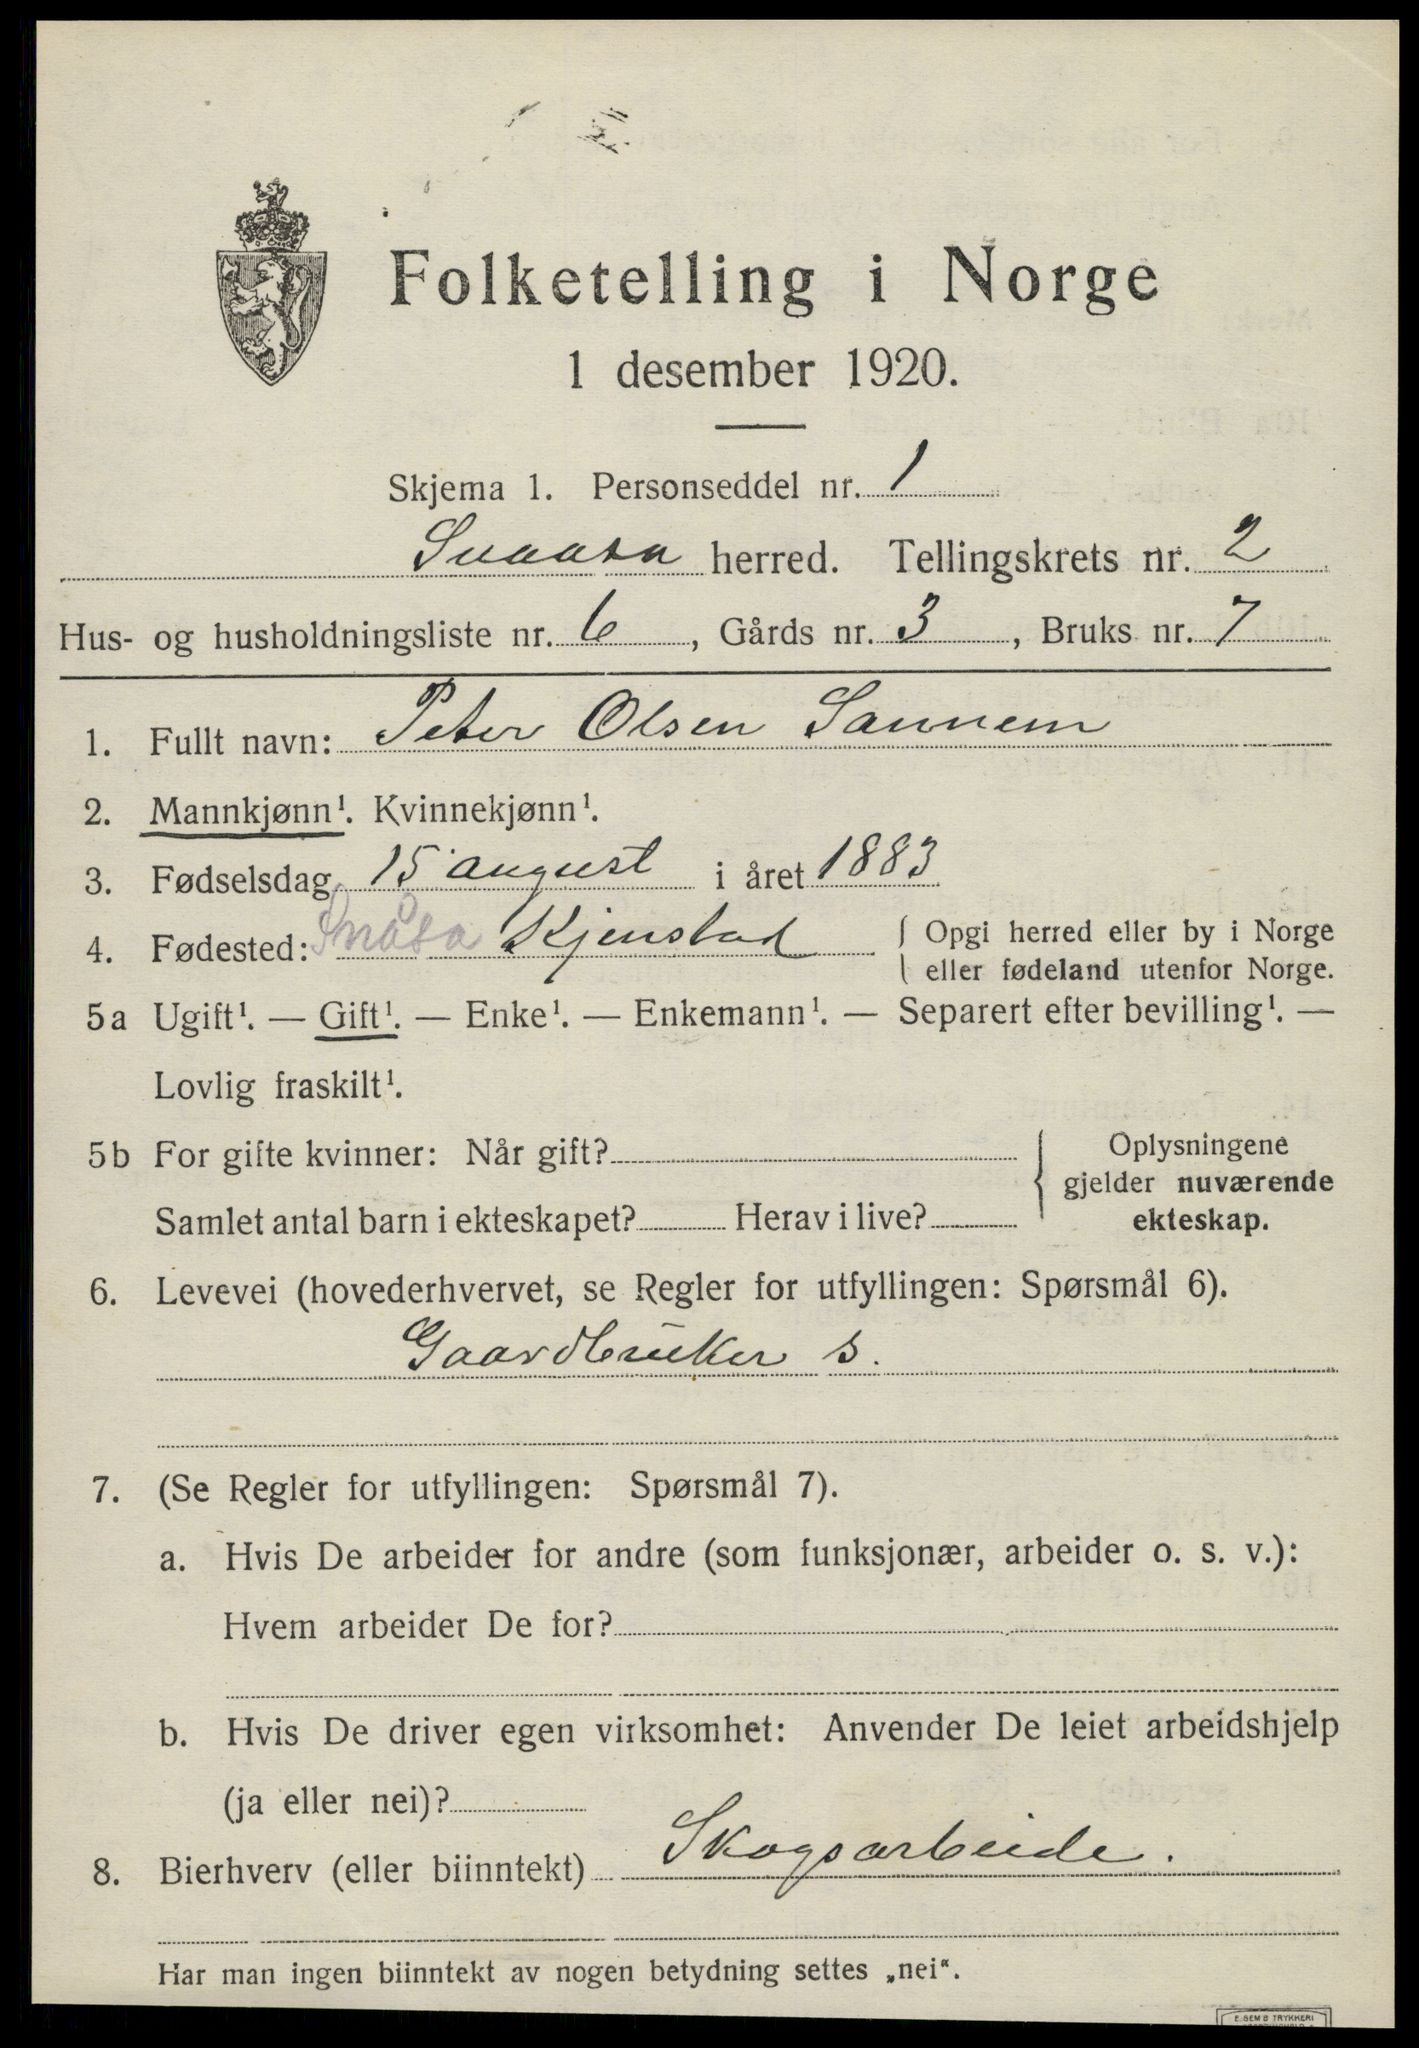 Folketelling i Norge
1 desember 1920.
Skjema 1. Personseddel nr. 1
Snaasa herred. Tellingskrets nr. 2
Hus- og husholdningsliste nr. 6, Gårds nr. 3, Bruks nr. 7
1. Fullt navn: Peter Olsen Sannem
2. Mannkjønn¹. Kvinnekjønn¹.
3. Fødselsdag 15 august i året 1883
4. Fødested: Snåsa Kjenstad { Opgi herred eller by i Norge
eller fødeland utenfor Norge.
5a Ugift¹. — Gift¹. — Enke¹. — Enkemann¹. — Separert efter bevilling¹. —
Lovlig fraskilt¹.
5b For gifte kvinner: Når gift? { Oplysningene
gjelder nuværende
Samlet antal barn i ekteskapet? Herav i live? ekteskap.
6. Levevei (hovederhvervet, se Regler for utfyllingen: Spørsmål 6).
Gaardbruker s.
7. (Se Regler for utfyllingen: Spørsmål 7).
a. Hvis De arbeider for andre (som funksjonær, arbeider o. s. v.):
Hvem arbeider De for?
b. Hvis De driver egen virksomhet: Anvender De leiet arbeidshjelp
(ja eller nei)?
8. Bierhverv (eller biinntekt) Skogsarbeide.
Har man ingen biinntekt av nogen betydning settes „nei".
E. SEM B TRYKKERI